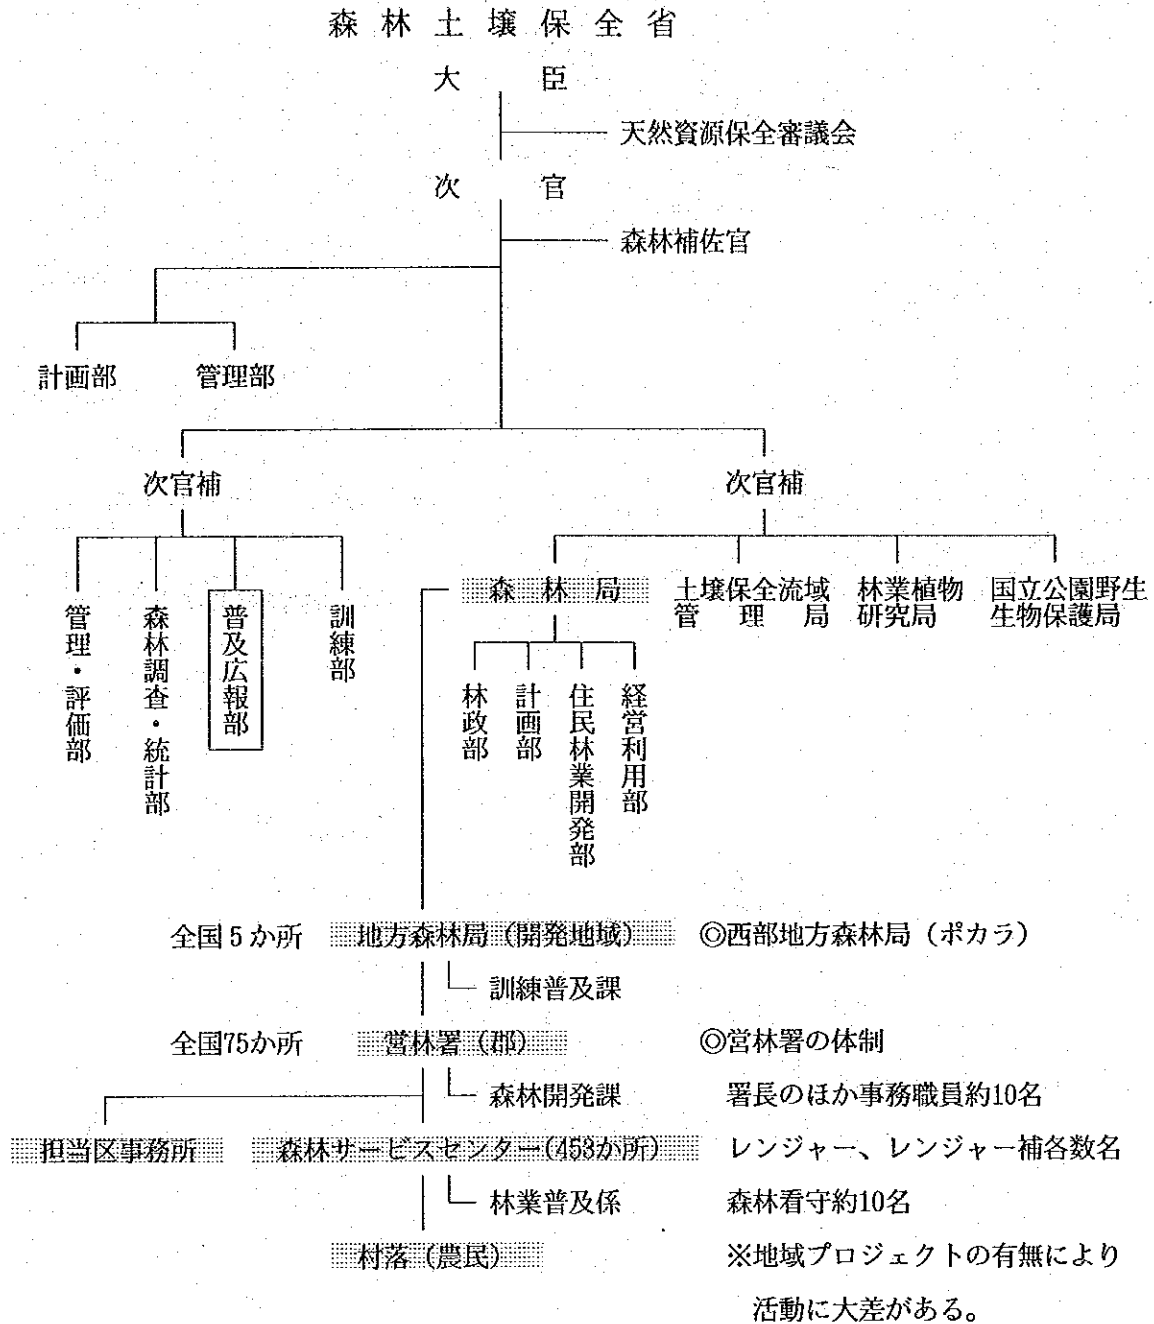 森林土壌保全省
大臣
天然資源保全審議会
次官
森林補佐官
計画部 管理部
次官補 次官補
管理・評価部
森林調査・統計部
普及広報部
訓練部
森林局
土壌保全流域
管理局
林業植物
研究局
国立公園野生
生物保護局
林政部
計画部
住民林業開発部
経営利用部
全国5か所 地方森林局(開発地域) ◎西部地方森林局(ポカラ)
訓練普及課
全国75か所 営林署(郡) ◎営林署の体制
森林開発課 署長のほか事務職員約10名
担当区事務所 森林サービスセンター(453か所) レンジャー、レンジャー補各数名
林業普及係 森林看守約10名
村落(農民) ※地域プロジェクトの有無により
活動に大差がある。